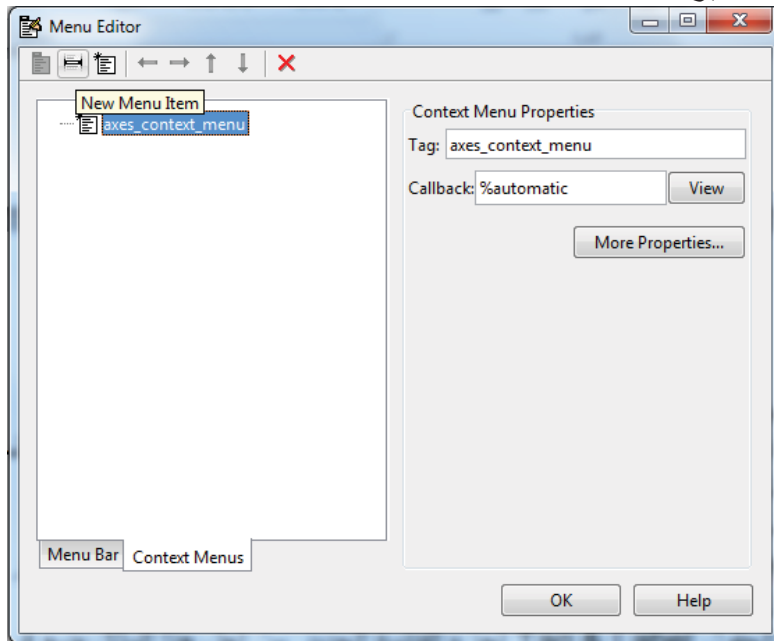 Menu Editor
New Menu Item
axes_context_menu
Context Menu Properties
Tag: axes_context_menu
Callback: %automatic View
More Properties...
Menu Bar Context Menus
OK Help